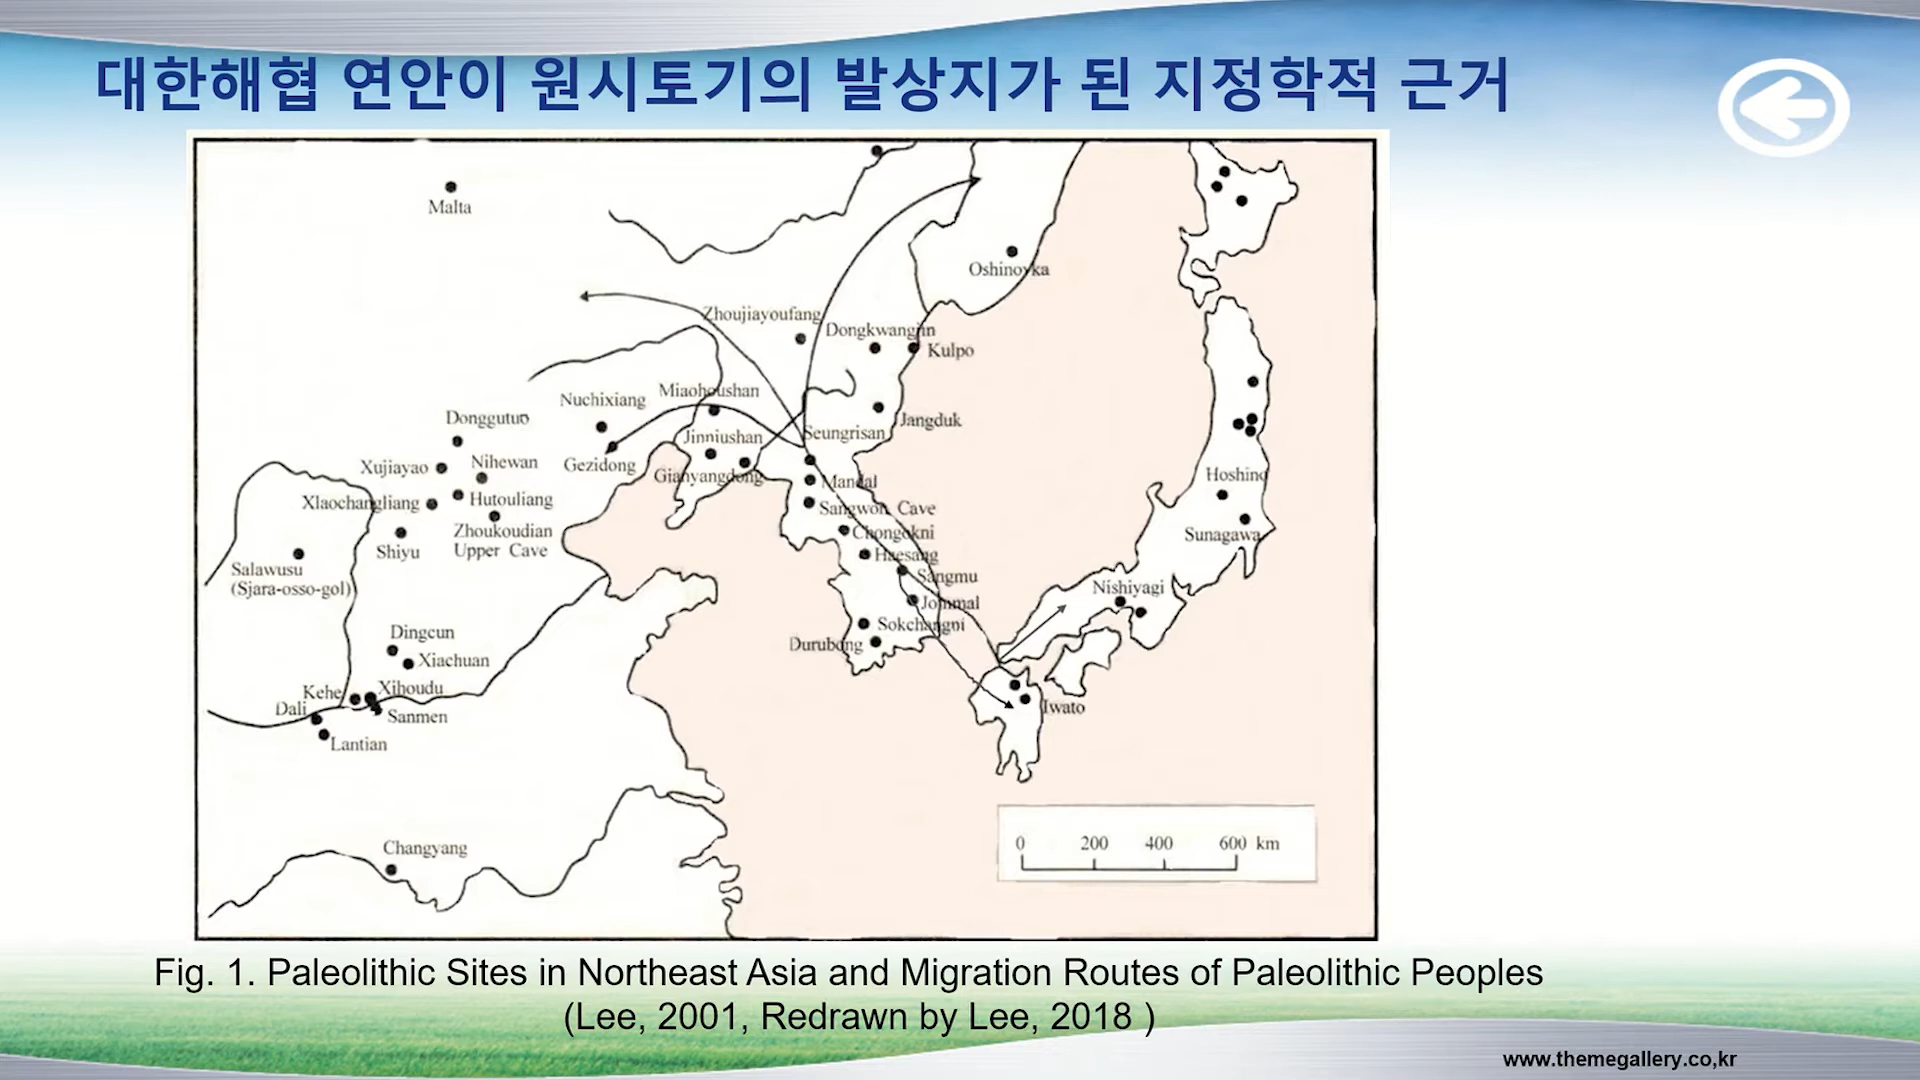 대한해협 연안이 원시토기의 발상지가 된 지정학적 근거
Malta
Oshinovka
Zhoujiayoufang
Dongkwangjin
Kulpo
Nuchixiang
Miaohoushan
Donggutuo
Jinniushan
Seungrisan
Jangduk
Xujiayao
Nihewan
Gezidong
Gianyangdong
Mandal
Xlaochangliang
Hutouliang
Sangwon Cave
Zhoukoudian
Upper Cave
Chongokni
Shiyu
Haesang
Hoshino
Sunagawa
Salawusu
(Sjara-osso-gol)
Sangmu
Nishiyagi
Jommal
Dingcun
Sokchangni
Xiachuan
Durubong
Kehe
Xihoudu
Dali
Sanmen
Iwato
Lantian
Changyang
0 200 400 600 km
Fig. 1. Paleolithic Sites in Northeast Asia and Migration Routes of Paleolithic Peoples
(Lee, 2001, Redrawn by Lee, 2018 )
www.themegallery.co,kr